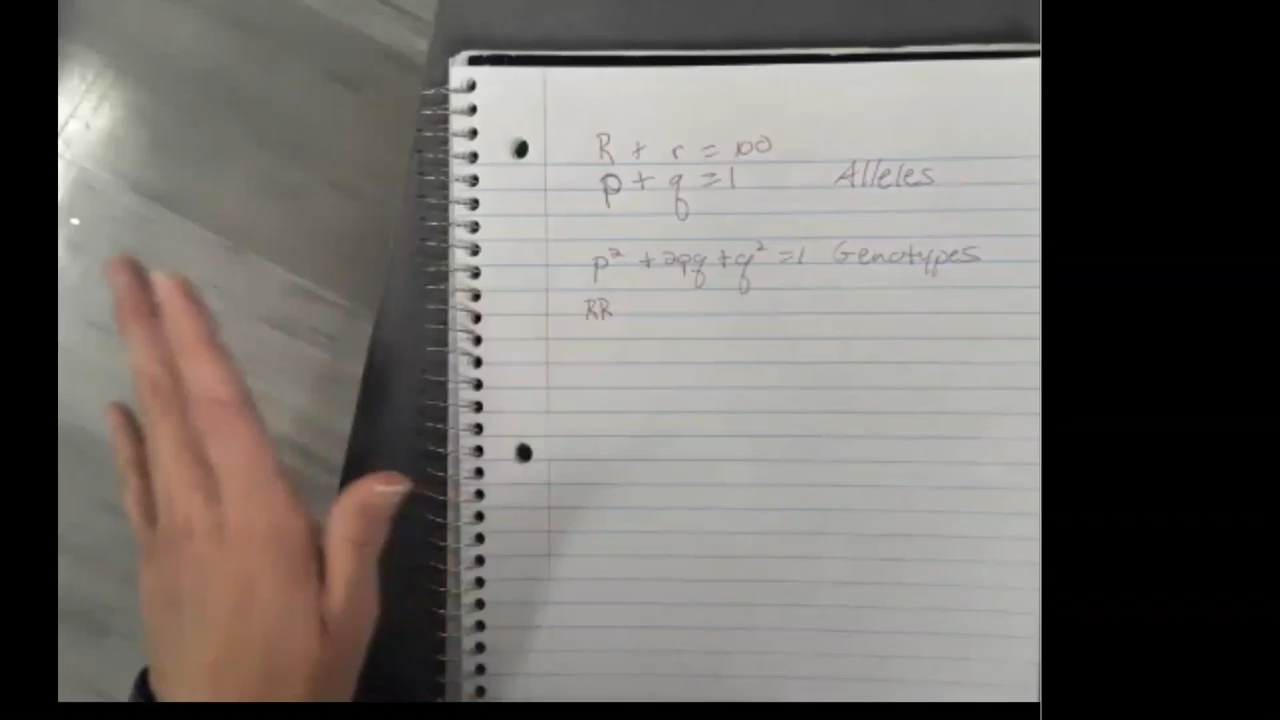 R + r = 100
p + q = 1 Alleles
p² + 2pq + q² = 1 Genotypes
RR